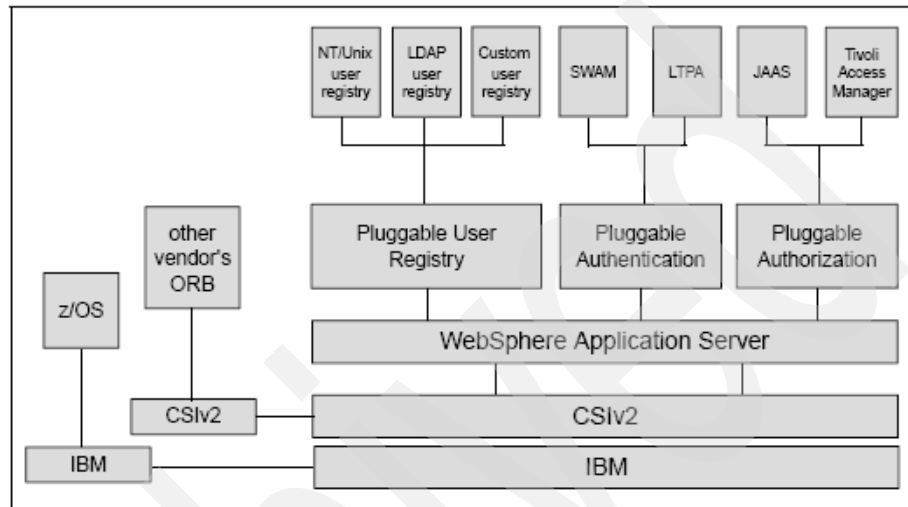 NT/Unix
user
registry
LDAP
user
registry
Custom
user
registry
SWAM
LTPA
JAAS
Tivoli
Access
Manager
other
vendor's
ORB
Pluggable User
Registry
Pluggable
Authentication
Pluggable
Authorization
z/OS
WebSphere Application Server
CSIv2
CSIv2
IBM
IBM